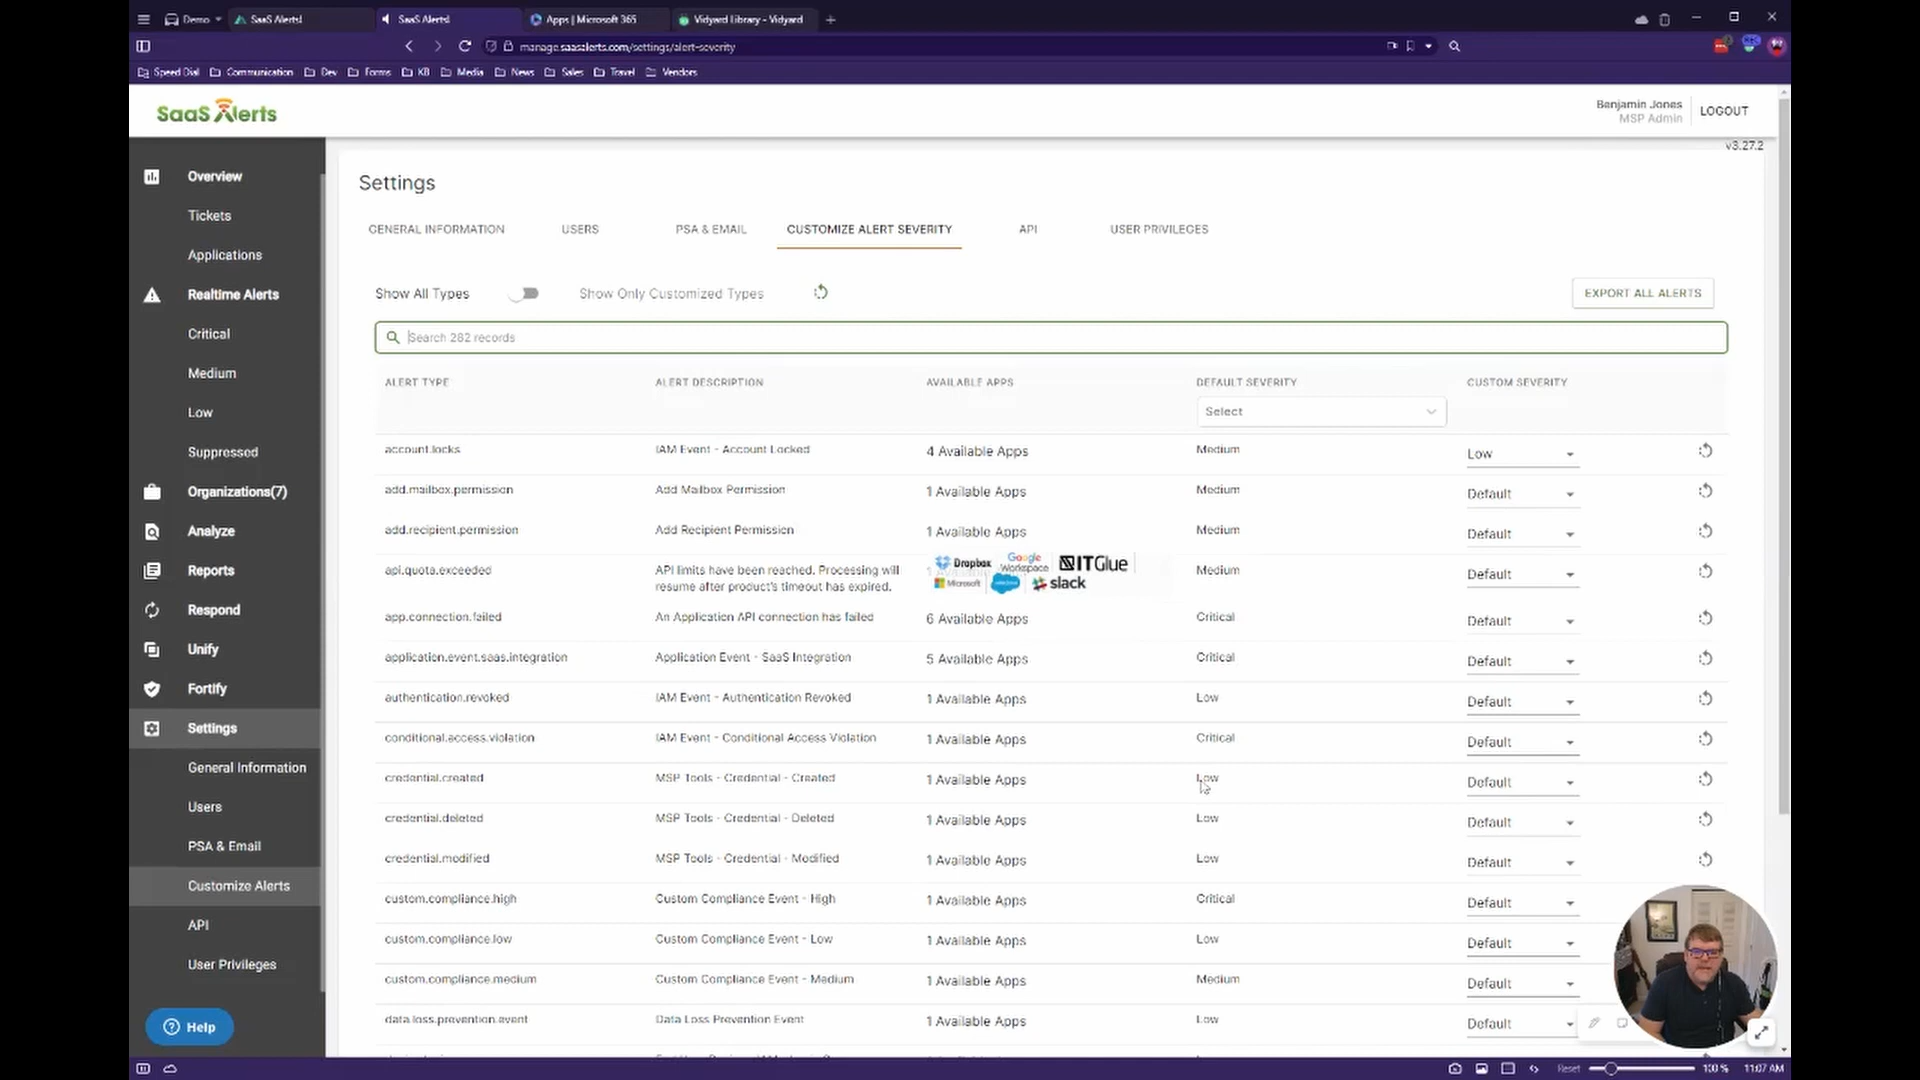 Demo
SaaS Alerts!
SaaS Alerts!
Apps | Microsoft 365
Vidyard Library - Vidyard
manage.saasalerts.com/settings/alert-severity
Speed Dial
Communication
Dev
Forms
KB
Media
News
Sales
Travel
Vendors
SaaS Alerts
Benjamin Jones
MSP Admin
LOGOUT
v3.27.2
Overview
Tickets
Applications
Realtime Alerts
Critical
Medium
Low
Suppressed
Organizations(7)
Analyze
Reports
Respond
Unify
Fortify
Settings
General Information
Users
PSA & Email
Customize Alerts
API
User Privileges
Help
Settings
GENERAL INFORMATION
USERS
PSA & EMAIL
CUSTOMIZE ALERT SEVERITY
API
USER PRIVILEGES
Show All Types
Show Only Customized Types
EXPORT ALL ALERTS
Search 282 records
ALERT TYPE ALERT DESCRIPTION AVAILABLE APPS DEFAULT SEVERITY CUSTOM SEVERITY
Select
account.locks IAM Event - Account Locked 4 Available Apps Medium Low
add.mailbox.permission Add Mailbox Permission 1 Available Apps Medium Default
add.recipient.permission Add Recipient Permission 1 Available Apps Medium Default
Dropbox Google Workspace ITGlue
api.quota.exceeded API limits have been reached. Processing will Medium Default
Microsoft slack
resume after product's timeout has expired.
app.connection.failed An Application API connection has failed 6 Available Apps Critical Default
application.event.saas.integration Application Event - SaaS Integration 5 Available Apps Critical Default
authentication.revoked IAM Event - Authentication Revoked 1 Available Apps Low Default
conditional.access.violation IAM Event - Conditional Access Violation 1 Available Apps Critical Default
credential.created MSP Tools - Credential - Created 1 Available Apps Low Default
credential.deleted MSP Tools - Credential - Deleted 1 Available Apps Low Default
credential.modified MSP Tools - Credential - Modified 1 Available Apps Low Default
custom.compliance.high Custom Compliance Event - High 1 Available Apps Critical Default
custom.compliance.low Custom Compliance Event - Low 1 Available Apps Low Default
custom.compliance.medium Custom Compliance Event - Medium 1 Available Apps Medium Default
data.loss.prevention.event Data Loss Prevention Event 1 Available Apps Low Default
Reset
100 %
11:07 AM